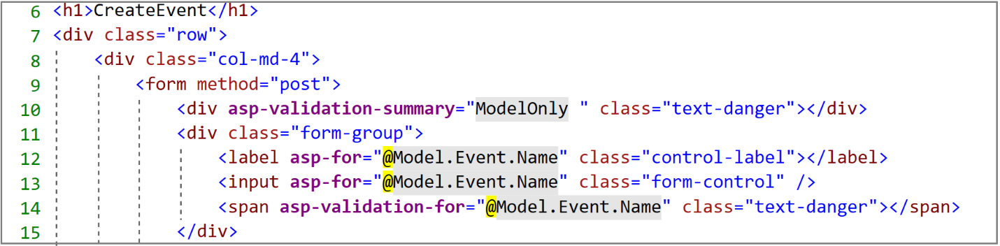 6 <h1>CreateEvent</h1>
7 <div class="row">
8 <div class="col-md-4">
9 <form method="post">
10 <div asp-validation-summary="ModelOnly " class="text-danger"></div>
11 <div class="form-group">
12 <label asp-for="@Model.Event.Name" class="control-label"></label>
13 <input asp-for="@Model.Event.Name" class="form-control" />
14 <span asp-validation-for="@Model.Event.Name" class="text-danger"></span>
15 </div>